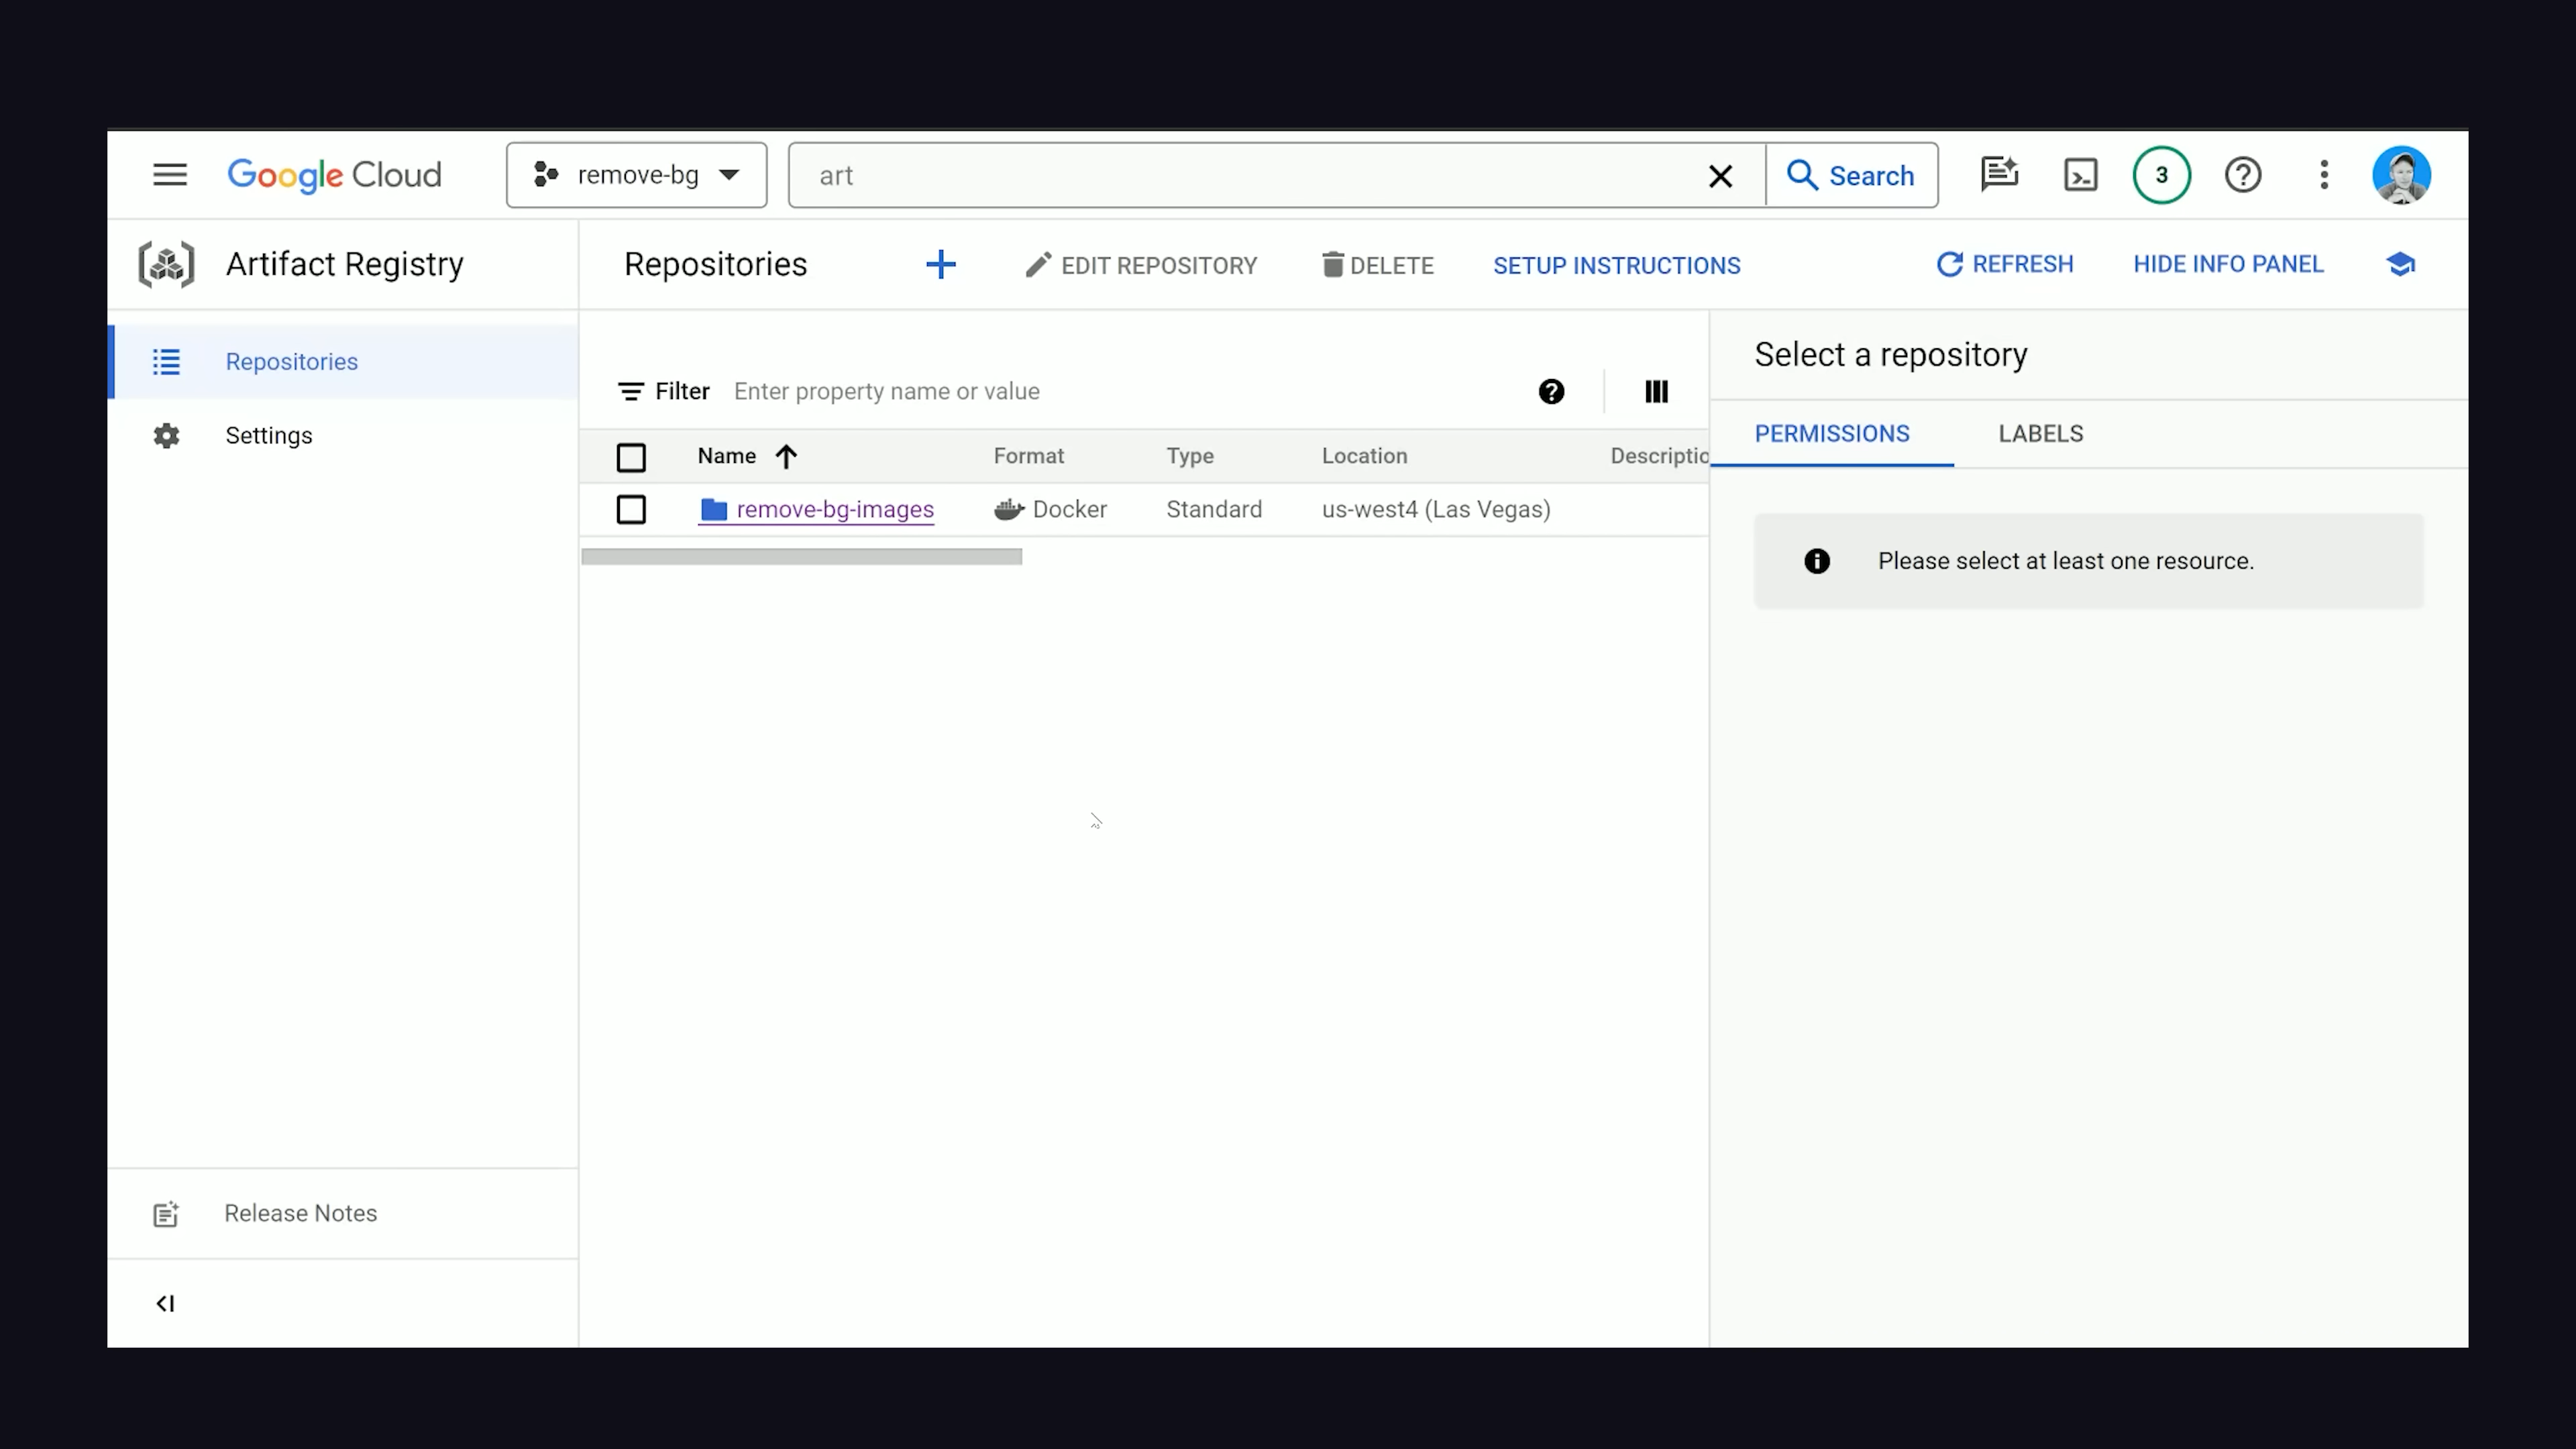 Google Cloud
remove-bg
art
Search
3
Artifact Registry
Repositories
EDIT REPOSITORY
DELETE
SETUP INSTRUCTIONS
REFRESH
HIDE INFO PANEL
Repositories
Settings
Filter Enter property name or value
Name Format Type Location Descriptio
remove-bg-images Docker Standard us-west4 (Las Vegas)
Select a repository
PERMISSIONS LABELS
Please select at least one resource.
Release Notes